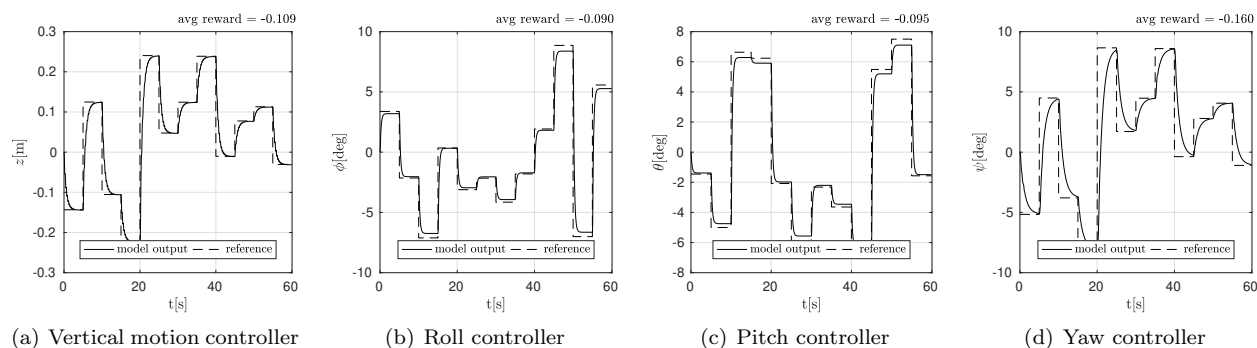 avg reward = -0.109
0.3
0.2
0.1
0
-0.1
0.2
0.3
z[m]
model output
reference
0
20
40
60
t[s]
(a) Vertical motion controller
avg reward = -0.090
10
5
0
-5
-10
ϕ[deg]
model output
reference
0
20
40
60
t[s]
(b) Roll controller
avg reward = -0.095
8
6
4
2
0
-2
4
6
8
θ[deg]
model output
reference
0
20
40
60
t[s]
(c) Pitch controller
avg reward = -0.160
10
5
0
-5
-10
ψ[deg]
model output
reference
0
20
40
60
t[s]
(d) Yaw controller